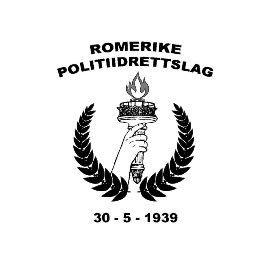 ROMERIKE
POLITIIDRETTSLAG
30 - 5 - 1939